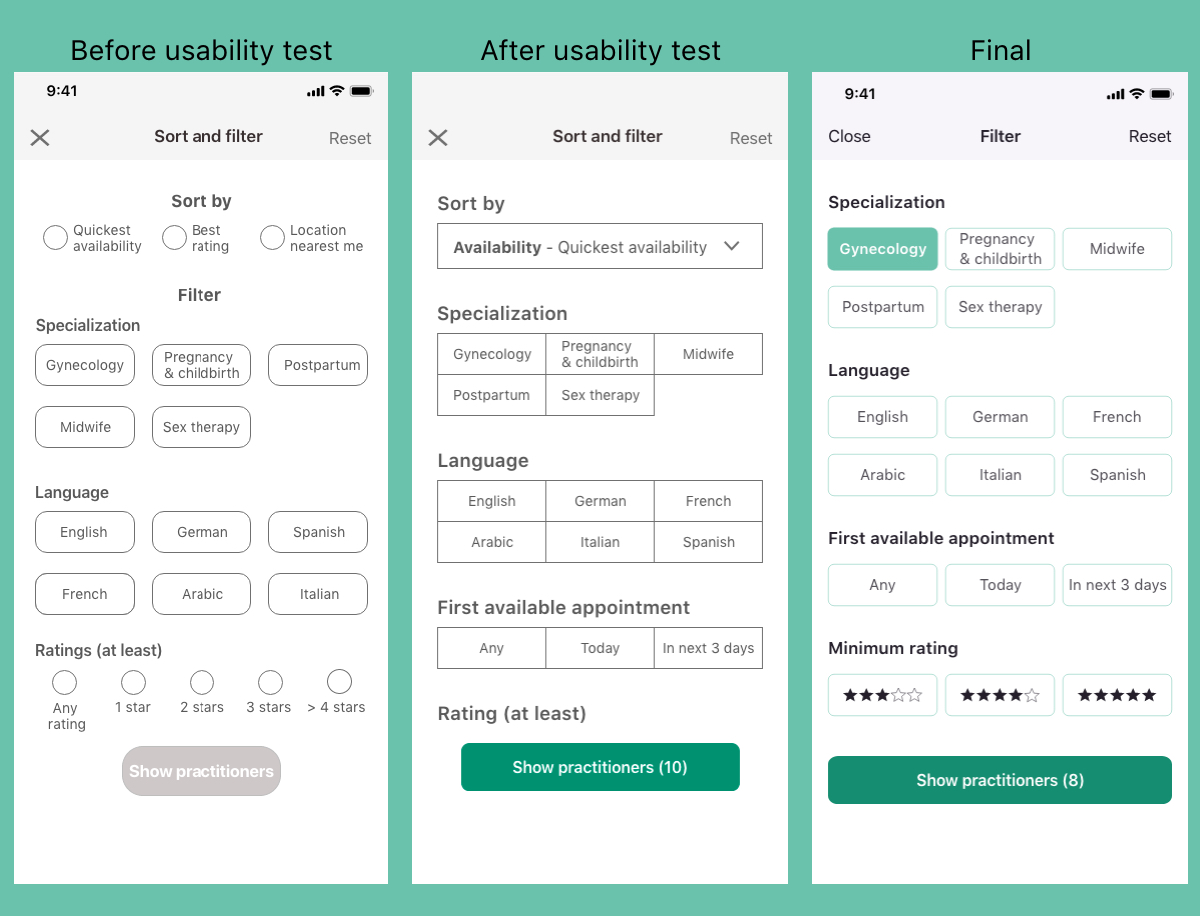 Before usability test
9:41
Sort and filter
Reset
Sort by
Quickest
availability
Best
rating
Location
nearest me
Filter
Specialization
Gynecology
Pregnancy
& childbirth
Postpartum
Midwife
Sex therapy
Language
English
German
Spanish
French
Arabic
Italian
Ratings (at least)
Any
rating
1 star
2 stars
3 stars
> 4 stars
Show practitioners
After usability test
Sort and filter
Reset
Sort by
Availability - Quickest availability
Specialization
Gynecology
Pregnancy
& childbirth
Midwife
Postpartum
Sex therapy
Language
English
German
French
Arabic
Italian
Spanish
First available appointment
Any
Today
In next 3 days
Rating (at least)
Show practitioners (10)
Final
9:41
Close
Filter
Reset
Specialization
Gynecology
Pregnancy
& childbirth
Midwife
Postpartum
Sex therapy
Language
English
German
French
Arabic
Italian
Spanish
First available appointment
Any
Today
In next 3 days
Minimum rating
Show practitioners (8)